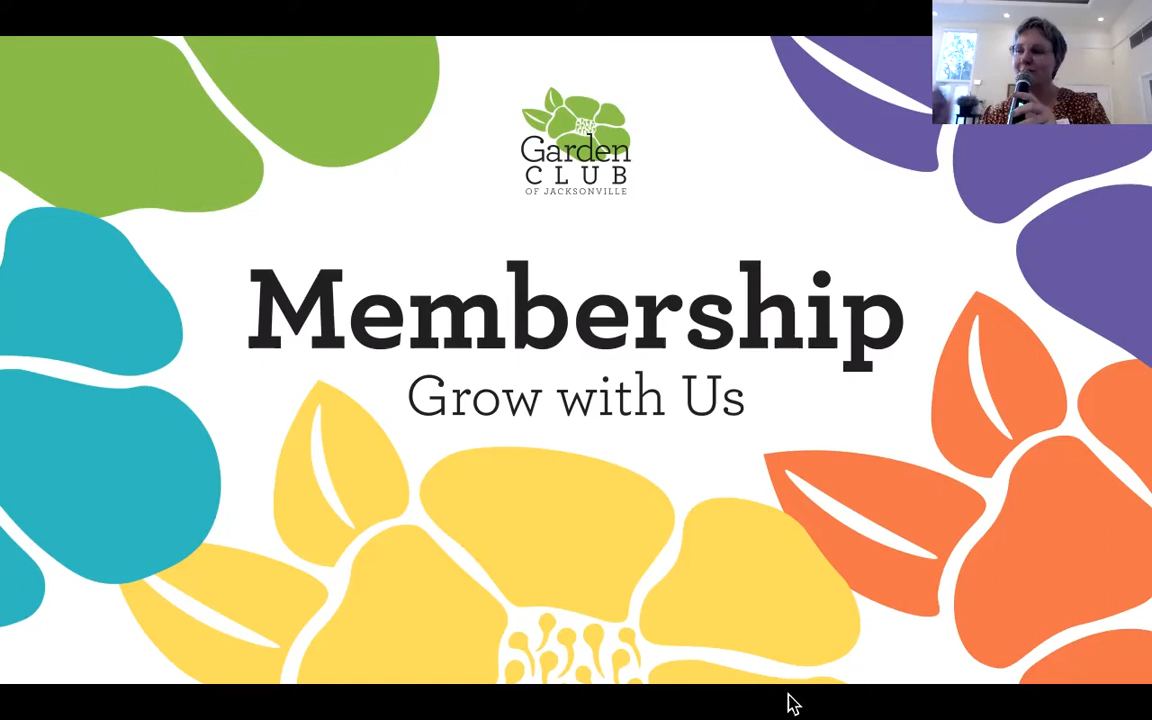 Garden
CLUB
OF JACKSONVILLE
Membership
Grow with Us